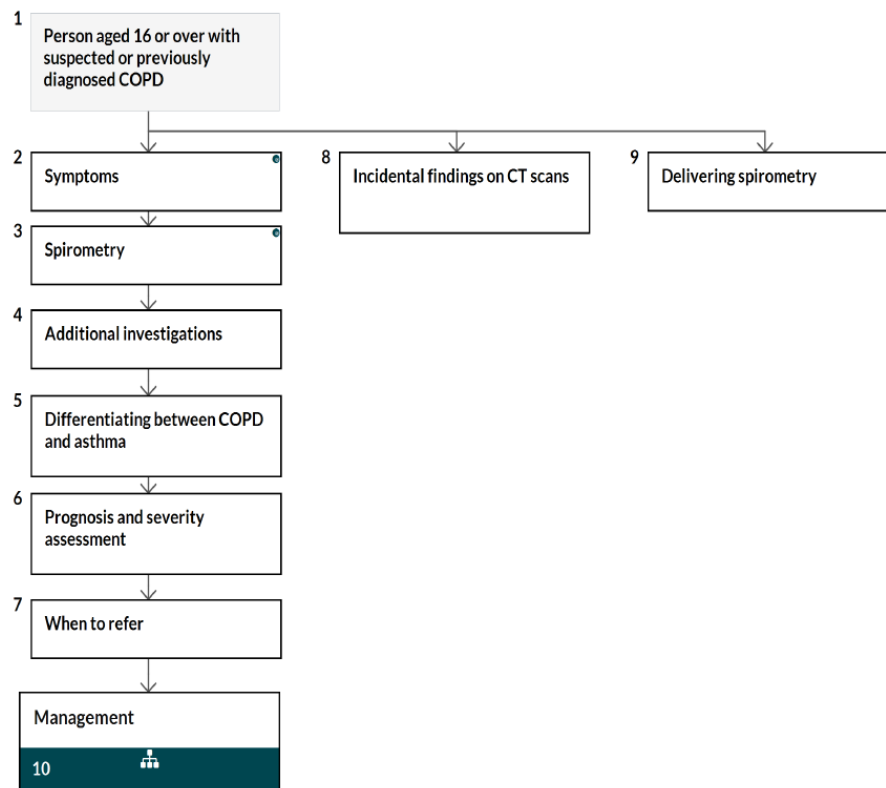 1
Person aged 16 or over with
suspected or previously
diagnosed COPD
2
Symptoms
8
Incidental findings on CT scans
9
Delivering spirometry
3
Spirometry
4
Additional investigations
5
Differentiating between COPD
and asthma
6
Prognosis and severity
assessment
7
When to refer
Management
10